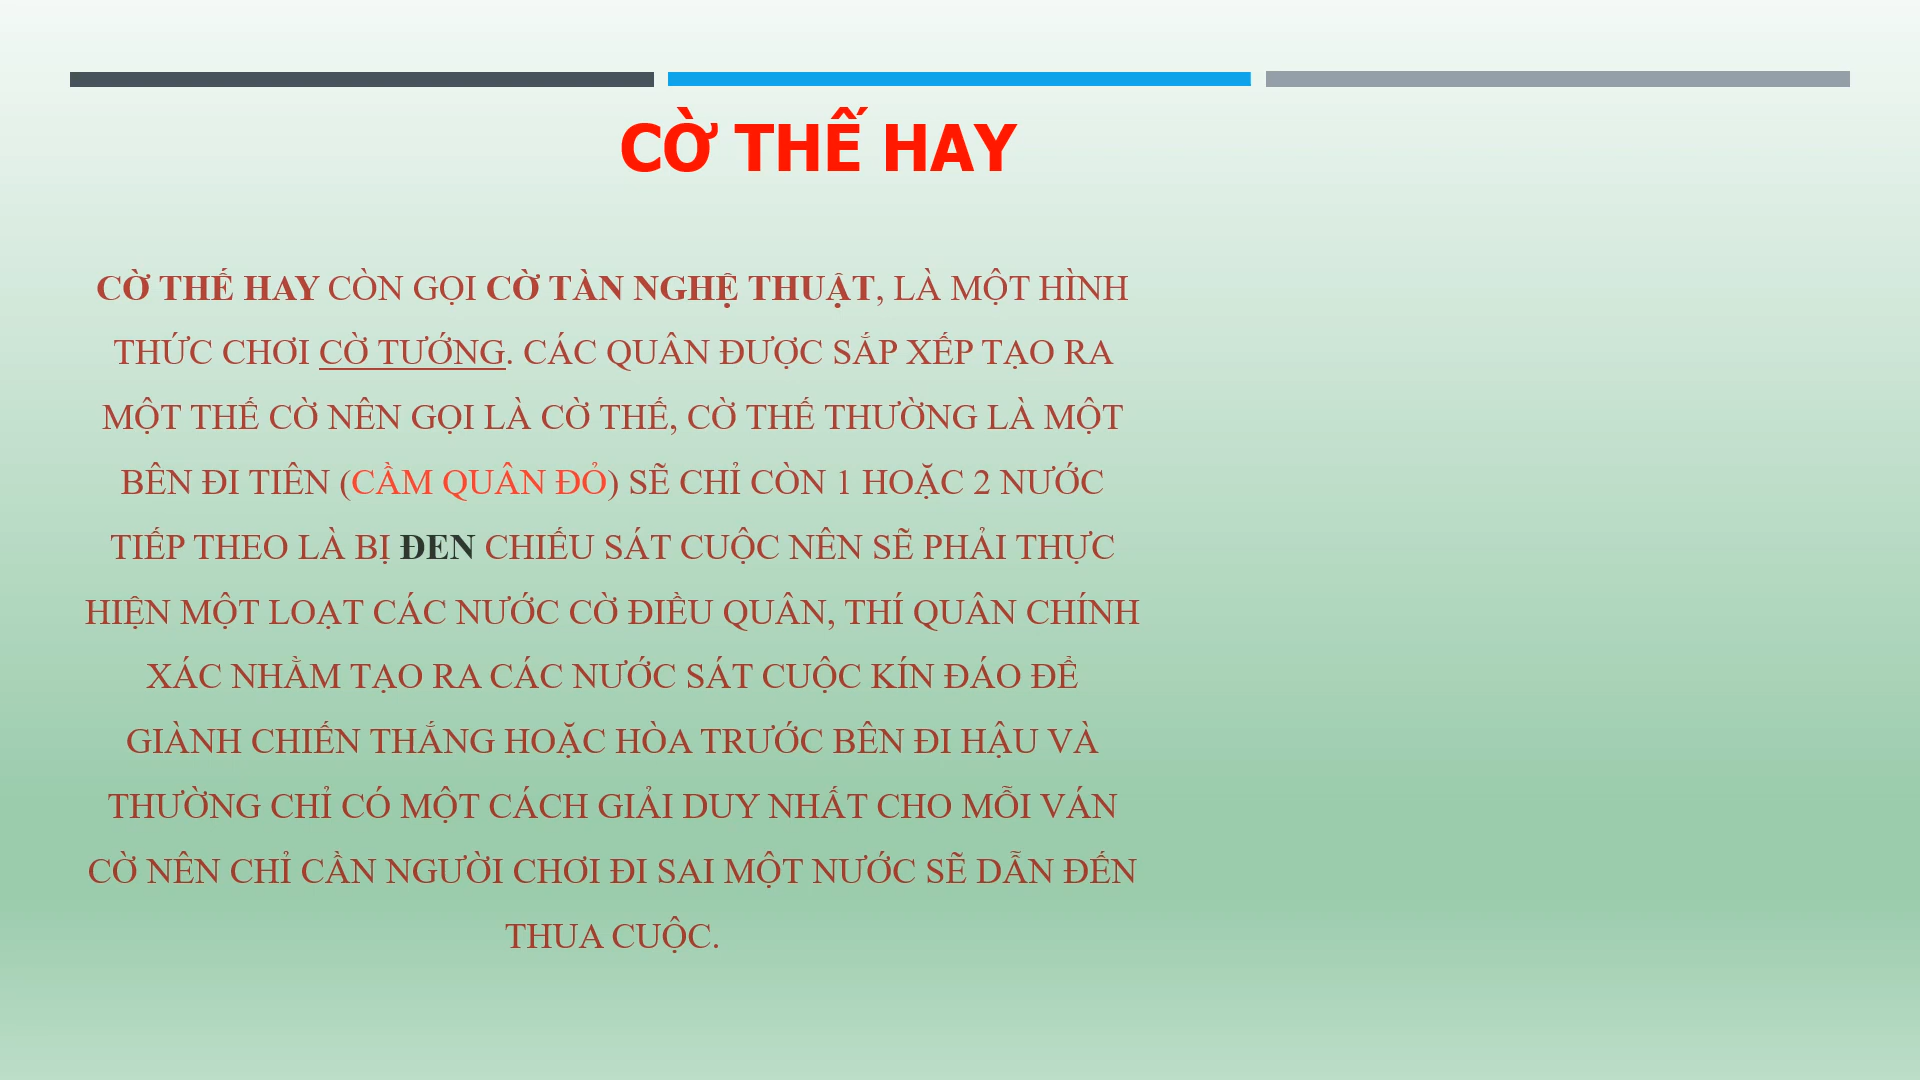 CỜ THẾ HAY
CỜ THẾ HAY CÒN GỌI CỜ TÀN NGHỆ THUẬT, LÀ MỘT HÌNH
THỨC CHƠI CỜ TƯỚNG. CÁC QUÂN ĐƯỢC SẮP XẾP TẠO RA
MỘT THẾ CỜ NÊN GỌI LÀ CỜ THẾ, CỜ THẾ THƯỜNG LÀ MỘT
BÊN ĐI TIÊN (CẦM QUÂN ĐỎ) SẼ CHỈ CÒN 1 HOẶC 2 NƯỚC
TIẾP THEO LÀ BỊ ĐEN CHIẾU SÁT CUỘC NÊN SẼ PHẢI THỰC
HIỆN MỘT LOẠT CÁC NƯỚC CỜ ĐIỀU QUÂN, THÍ QUÂN CHÍNH
XÁC NHẰM TẠO RA CÁC NƯỚC SÁT CUỘC KÍN ĐÁO ĐỂ
GIÀNH CHIẾN THẮNG HOẶC HÒA TRƯỚC BÊN ĐI HẬU VÀ
THƯỜNG CHỈ CÓ MỘT CÁCH GIẢI DUY NHẤT CHO MỖI VÁN
CỜ NÊN CHỈ CẦN NGƯỜI CHƠI ĐI SAI MỘT NƯỚC SẼ DẪN ĐẾN
THUA CUỘC.